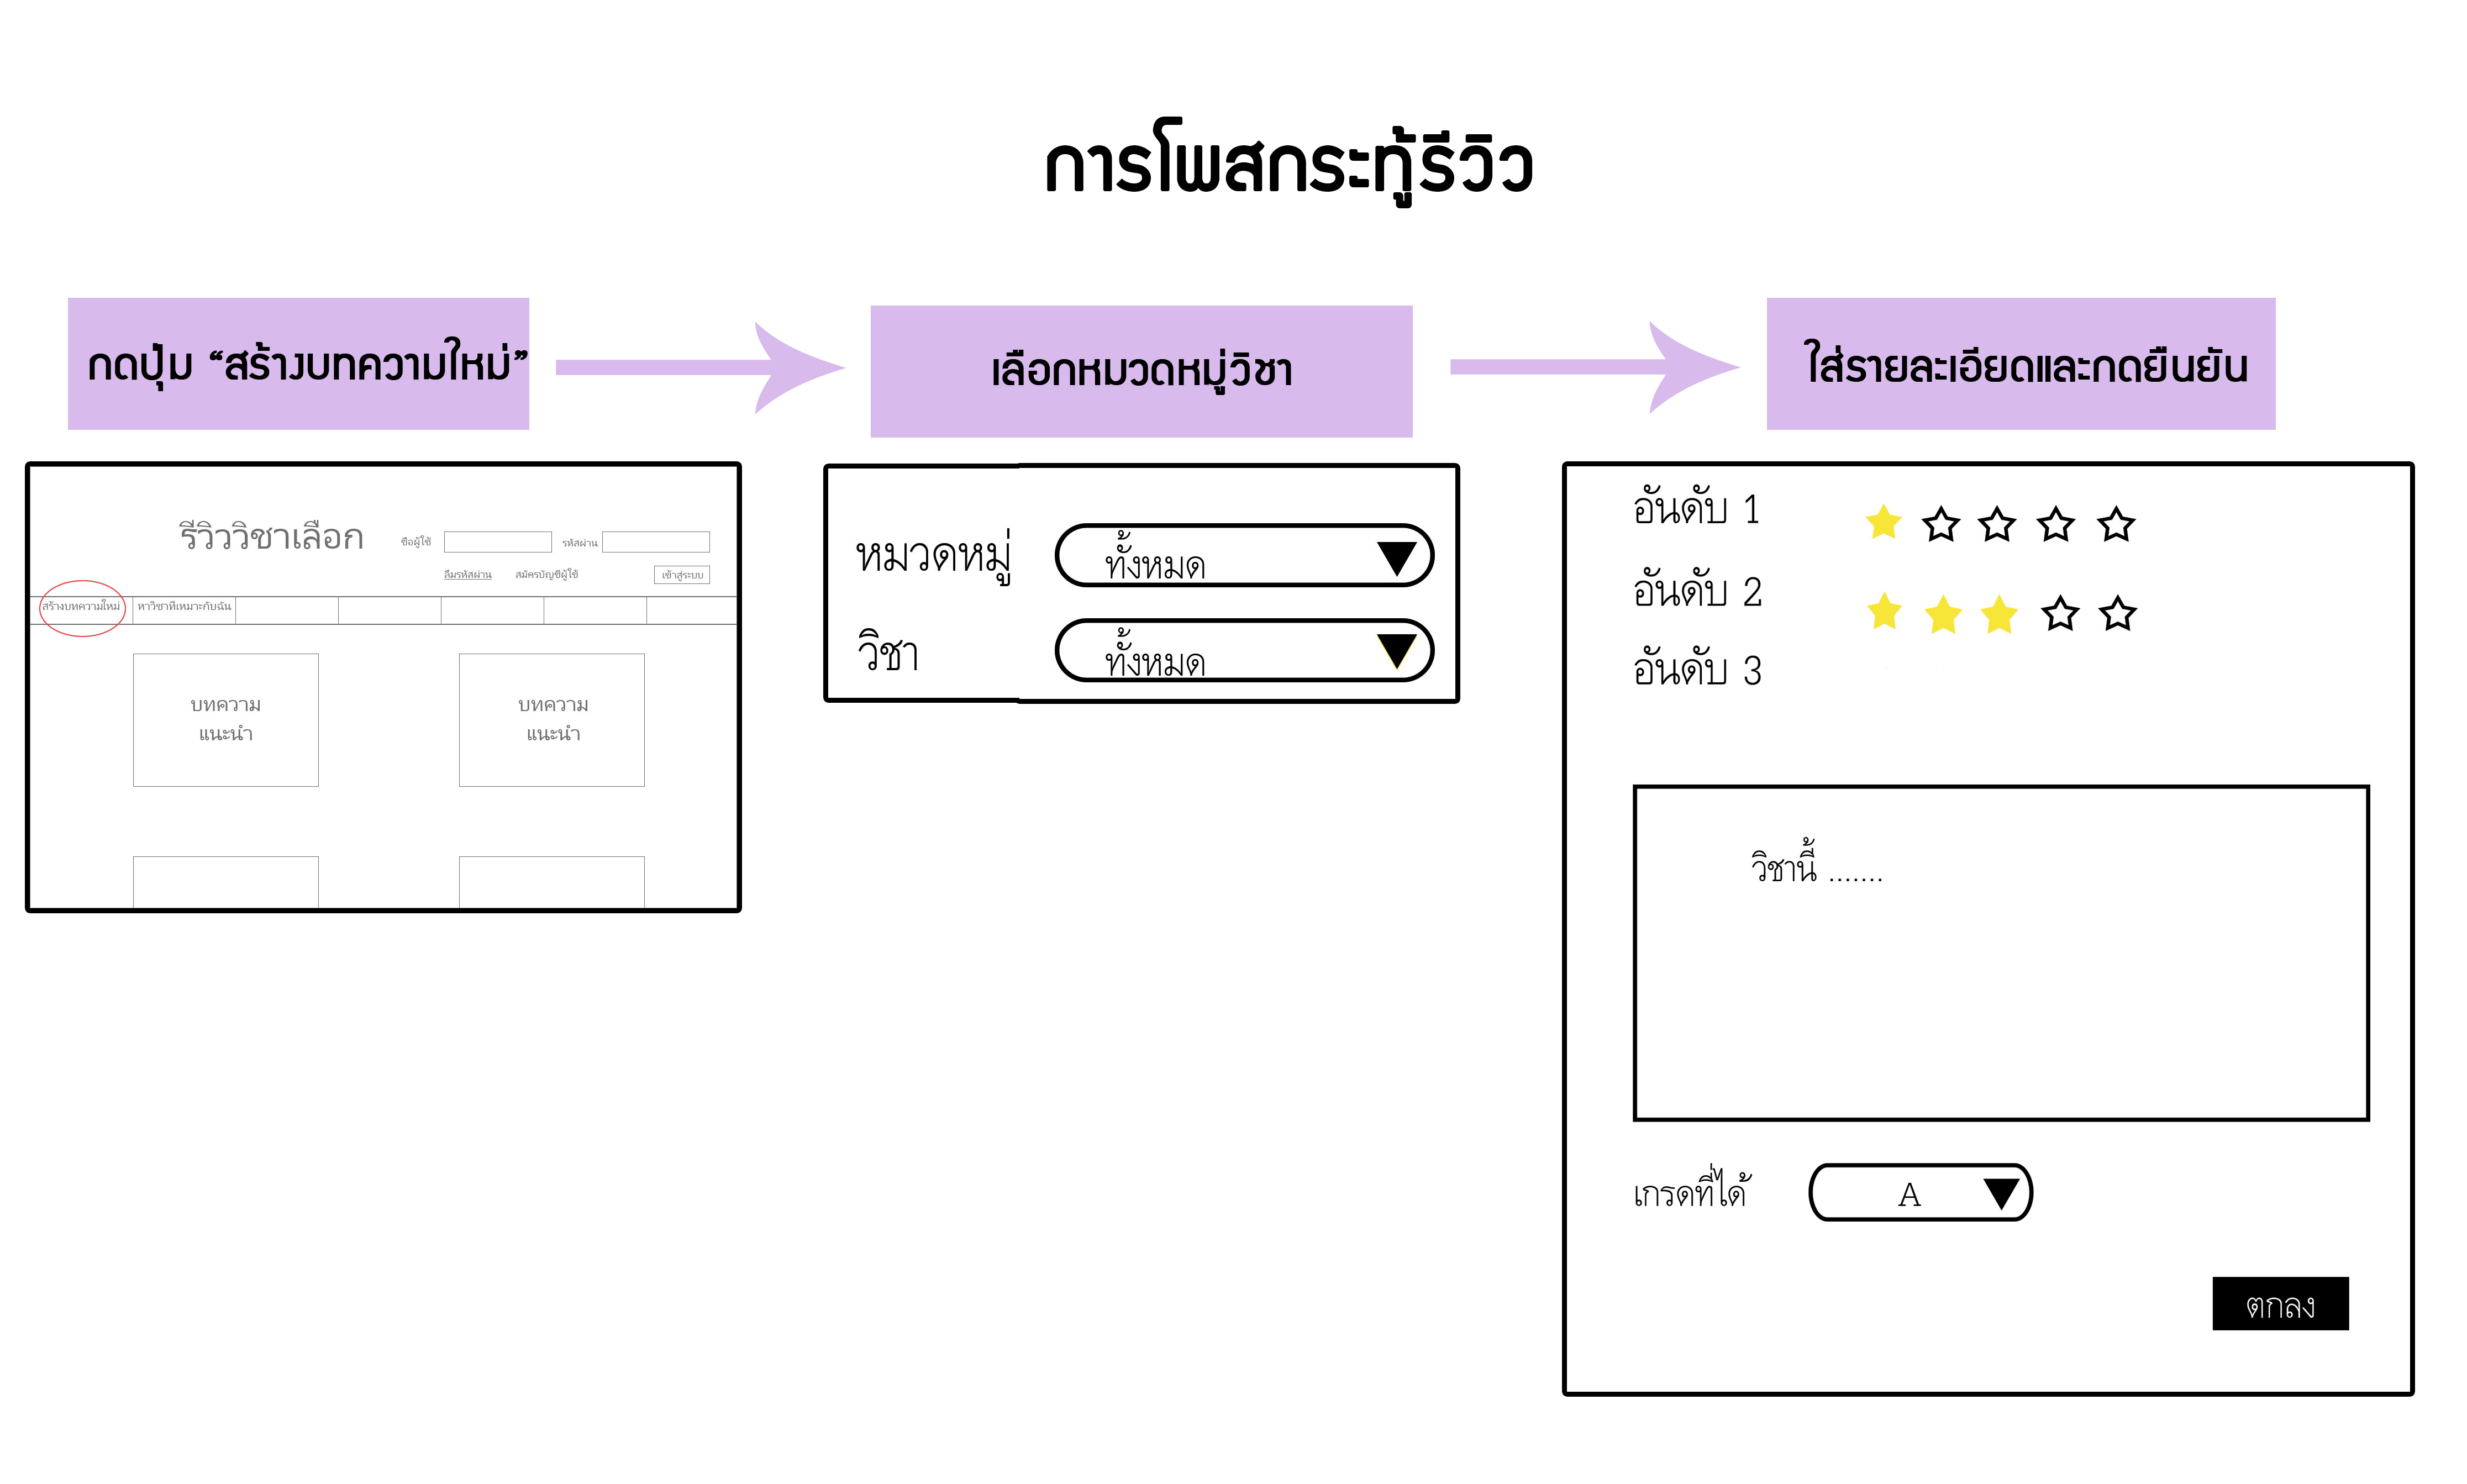 การโพสกระทู้รีวิว
กดปุ่ม “สร้างบทความใหม่”
เลือกหมวดหมู่วิชา
ใส่รายละเอียดและกดยืนยัน
รีวิววิชาเลือก
ชื่อผู้ใช้
รหัสผ่าน
ลืมรหัสผ่าน
สมัครบัญชีผู้ใช้
เข้าสู่ระบบ
สร้างบทความใหม่
หาวิชาที่เหมาะกับฉัน
บทความ
แนะนำ
บทความ
แนะนำ
หมวดหมู่
ทั้งหมด
วิชา
ทั้งหมด
อันดับ 1
อันดับ 2
อันดับ 3
วิชานี้ .......
เกรดที่ได้
A
ตกลง